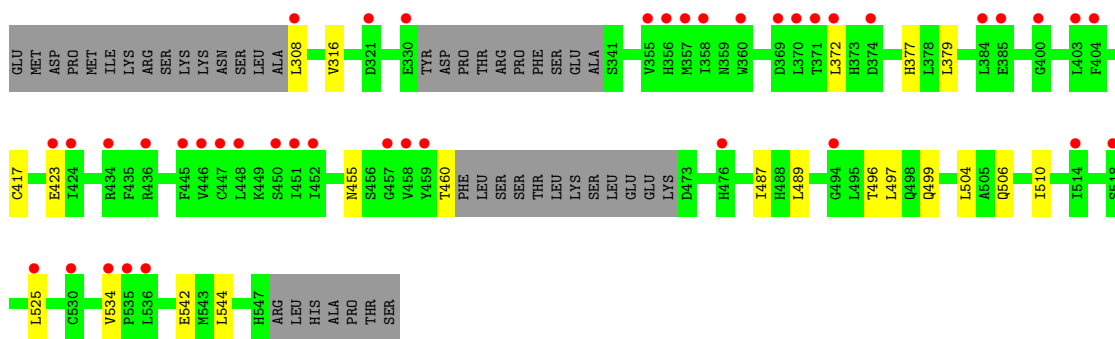 GLU MET ASP PRO MET ILE LYS ARG SER LYS LYS ASN SER LEU ALA L308 V316 D321 E330 TYR ASP PRO THR ARG PRO PHE SER GLU ALA S341 V355 H356 M357 I358 N359 W360 D369 L370 T371 L372 H373 D374 H377 L378 L379 L384 E385 G400 L403 F404
C417 E423 I424 R434 F435 R436 F445 V446 C447 L448 K449 S450 I451 I452 N455 S456 G457 V458 Y459 T460 PHE LEU SER SER THR LEU LYS SER LEU GLU GLU LYS D473 H476 I487 H488 L489 G494 L495 T496 L497 Q498 Q499 L504 A505 Q506 I510 I514 S518
L525 C530 V534 P535 L536 E542 M543 L544 H547 ARG LEU HIS ALA PRO THR SER